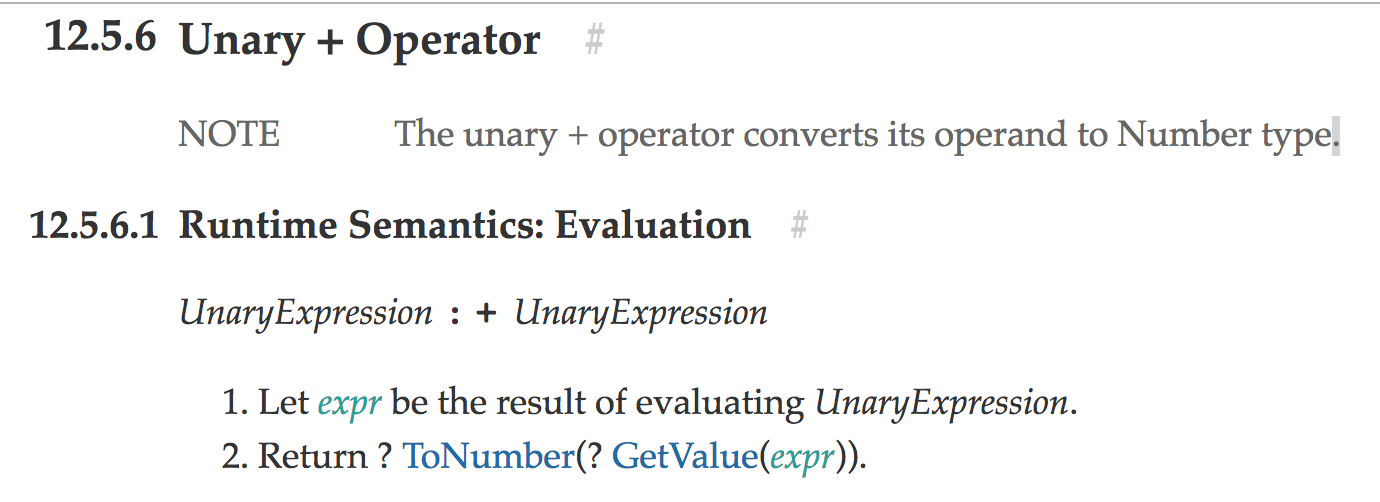 12.5.6 Unary + Operator #
NOTE The unary + operator converts its operand to Number type.
12.5.6.1 Runtime Semantics: Evaluation #
UnaryExpression : + UnaryExpression
1. Let expr be the result of evaluating UnaryExpression.
2. Return ? ToNumber(? GetValue(expr)).